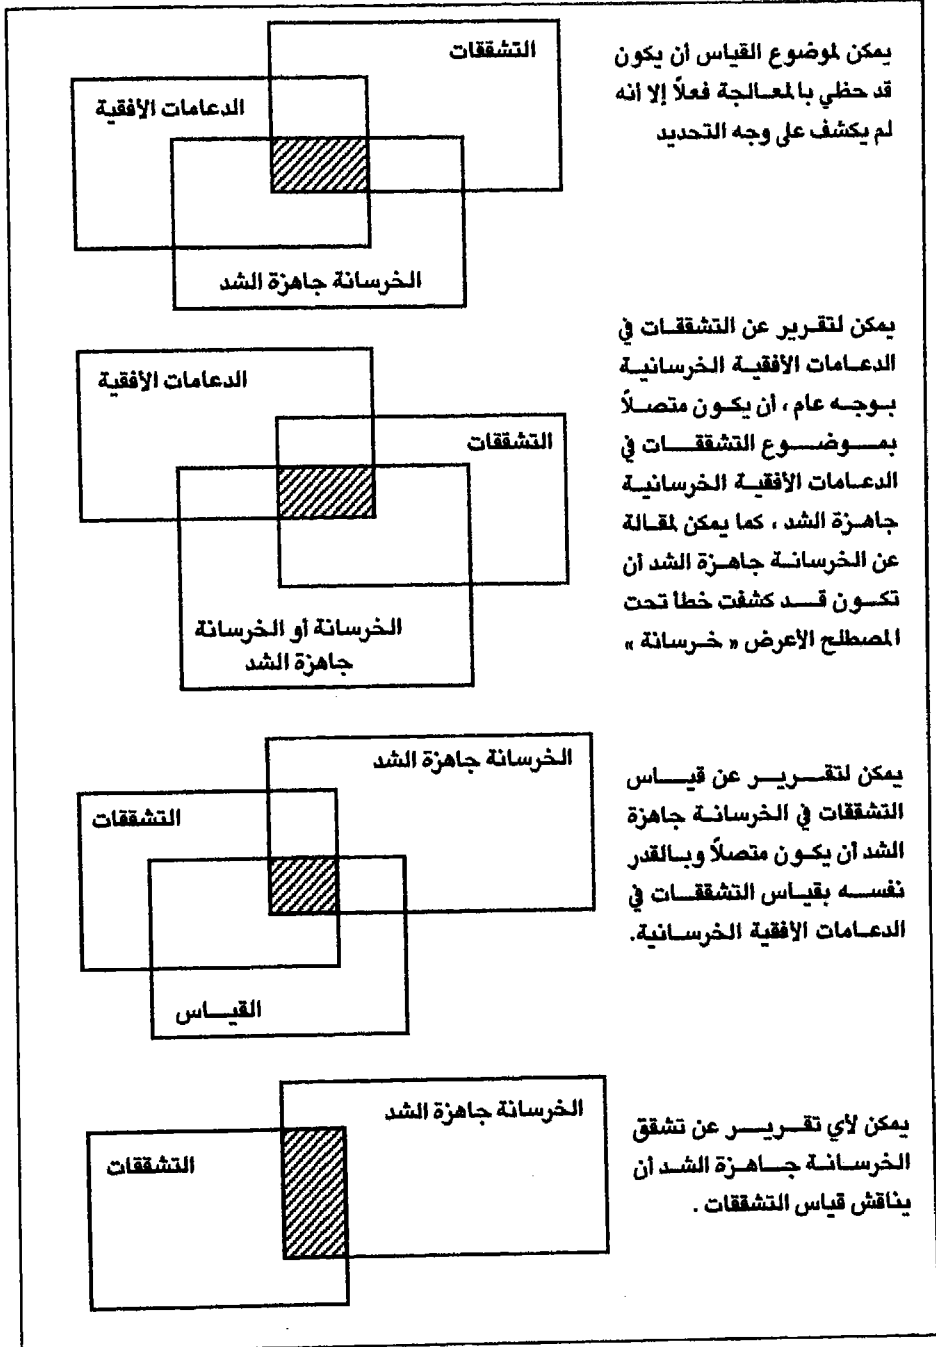 يمكن لموضوع القياس أن يكون
قد حظي بالمعالجة فعلاً إلا أنه
لم يكشف على وجه التحديد
التشققات
الدعامات الأفقية
الخرسانة جاهزة الشد
يمكن لتقرير عن التشققات في
الدعامات الأفقية الخرسانية
بوجه عام ، أن يكون متصلاً
بموضوع التشققات في
الدعامات الأفقية الخرسانية
جاهزة الشد ، كما يمكن لمقالة
عن الخرسانة جاهزة الشد أن
تكون قد كشفت خطأ تحت
المصطلح الأعرض « خرسانة »
الدعامات الأفقية
التشققات
الخرسانة أو الخرسانة
جاهزة الشد
يمكن لتقرير عن قياس
التشققات في الخرسانة جاهزة
الشد أن يكون متصلاً وبالقدر
نفسه بقياس التشققات في
الدعامات الأفقية الخرسانية.
الخرسانة جاهزة الشد
التشققات
القياس
يمكن لأي تقرير عن تشقق
الخرسانة جاهزة الشد أن
يناقش قياس التشققات .
الخرسانة جاهزة الشد
التشققات